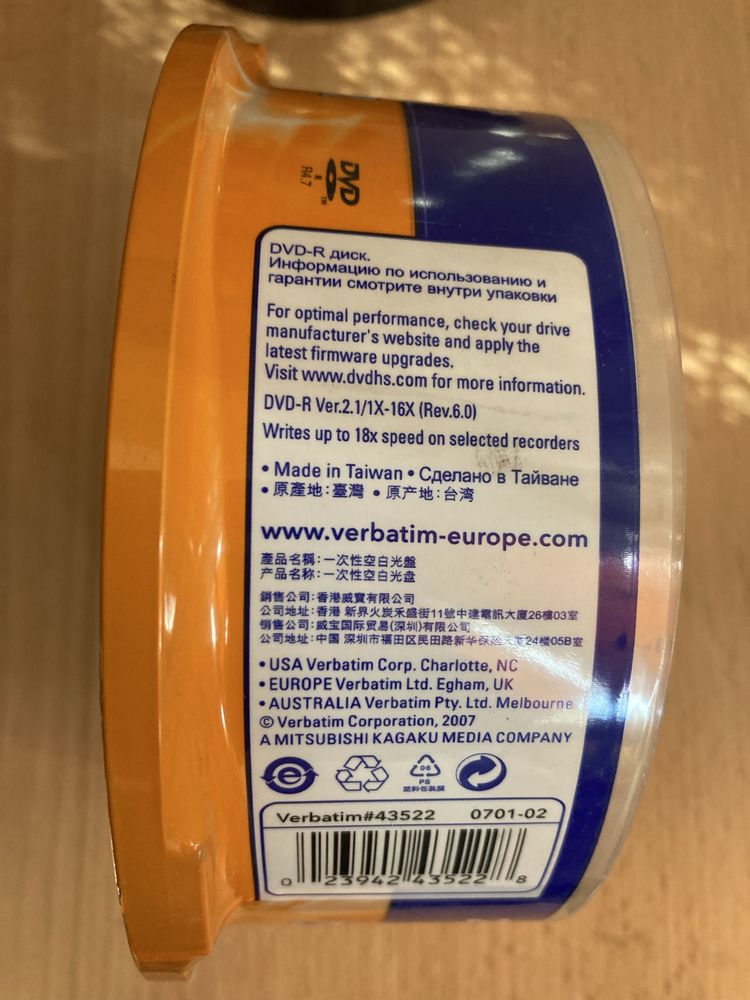 DVD
R
TM
R4.7
DVD-R диск.
Информацию по использованию и
гарантии смотрите внутри упаковки
For optimal performance, check your drive
manufacturer's website and apply the
latest firmware upgrades.
Visit www.dvdhs.com for more information.
DVD-R Ver.2.1/1X-16X (Rev.6.0)
Writes up to 18x speed on selected recorders
• Made in Taiwan • Сделано в Тайване
• 原產地:臺灣 • 原产地:台湾
www.verbatim-europe.com
產品名稱:一次性空白光盤
产品名称:一次性空白光盘
銷售公司:香港威寶有限公司
公司地址:香港 新界火炭禾盛街11號中建電訊大廈26樓03室
销售公司:威宝国际贸易(深圳)有限公司
公司地址:中国 深圳市福田区民田路新华保险大厦24楼05B室
• USA Verbatim Corp. Charlotte, NC
• EUROPE Verbatim Ltd. Egham, UK
• AUSTRALIA Verbatim Pty. Ltd. Melbourne
© Verbatim Corporation, 2007
A MITSUBISHI KAGAKU MEDIA COMPANY
06
PS
塑料包装膜
Verbatim#43522 0701-02
0 23942 43522 8